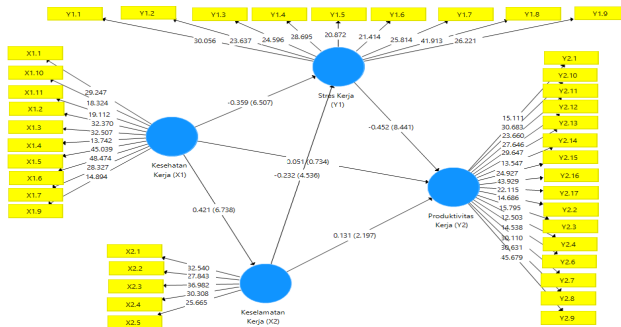 Y1.1
Y1.2
Y1.3
Y1.4
Y1.5
Y1.6
Y1.7
Y1.8
Y1.9
30.056
23.637
24.596
28.695
20.872
21.414
25.814
41.913
26.221
Stres Kerja
(Y1)
X1.1
X1.10
X1.11
X1.2
X1.3
X1.4
X1.5
X1.6
X1.7
X1.9
29.247
18.324
19.112
32.370
32.507
13.742
45.039
48.474
28.327
14.894
Kesehatan
Kerja (X1)
-0.359 (6.507)
-0.452 (8.441)
0.051 (0.734)
-0.232 (4.536)
0.421 (6.738)
0.131 (2.197)
X2.1
X2.2
X2.3
X2.4
X2.5
32.540
27.843
36.982
30.308
25.665
Keselamatan
Kerja (X2)
Produktivitas
Kerja (Y2)
15.111
30.683
23.660
27.646
29.647
13.547
24.927
43.929
22.115
14.686
15.795
12.503
14.538
30.631
45.679
Y2.1
Y2.10
Y2.11
Y2.12
Y2.13
Y2.14
Y2.15
Y2.16
Y2.17
Y2.2
Y2.3
Y2.4
Y2.6
Y2.7
Y2.8
Y2.9